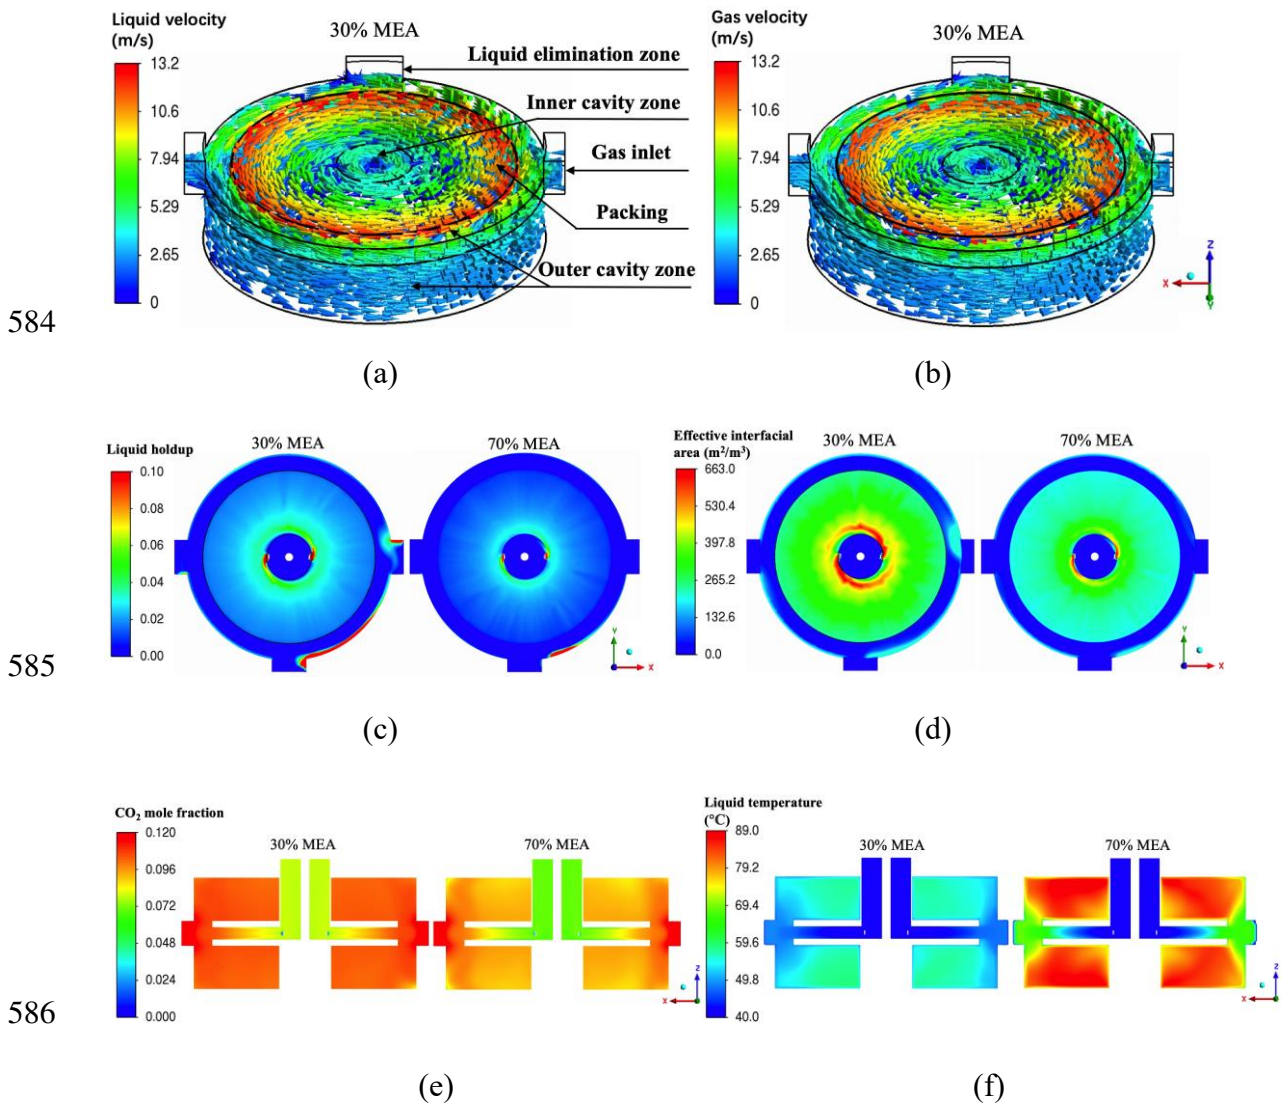 Liquid velocity
(m/s)
30% MEA
13.2
10.6
7.94
5.29
2.65
0
Liquid elimination zone
Inner cavity zone
Gas inlet
Packing
Outer cavity zone
Gas velocity
(m/s)
30% MEA
13.2
10.6
7.94
5.29
2.65
0
Z
X
Y
584
(a)
(b)
Liquid holdup
30% MEA
70% MEA
0.10
0.08
0.06
0.04
0.02
0.00
Y
X
Effective interfacial
area (m²/m³)
30% MEA
70% MEA
663.0
530.4
397.8
265.2
132.6
0.0
Y
X
585
(c)
(d)
CO₂ mole fraction
30% MEA
70% MEA
0.120
0.096
0.072
0.048
0.024
0.000
Z
X
Liquid temperature
(°C)
30% MEA
70% MEA
89.0
79.2
69.4
59.6
49.8
40.0
Z
X
586
(e)
(f)